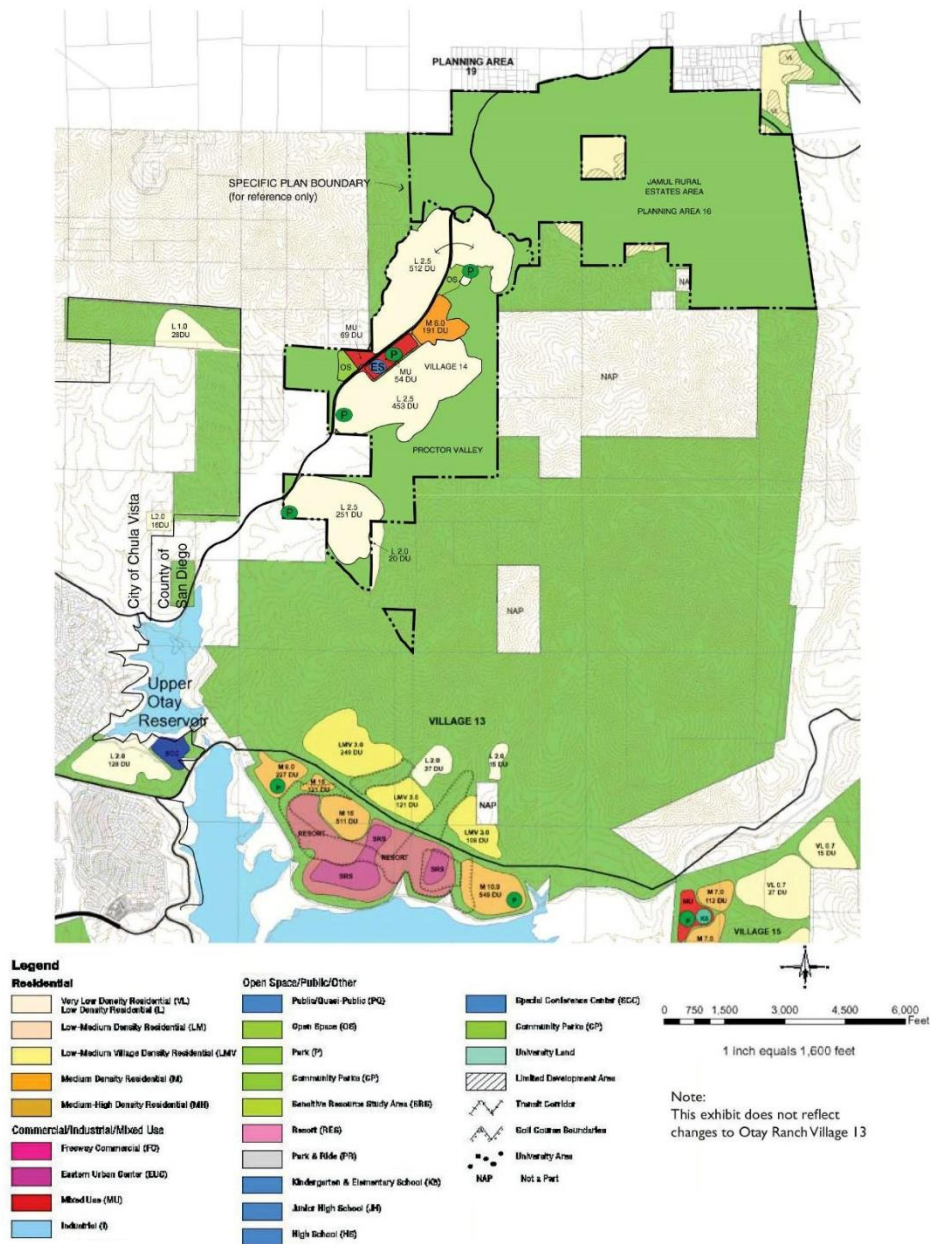 PLANNING AREA
19
VL
SPECIFIC PLAN BOUNDARY
(for reference only)
JAMUL RURAL
ESTATES AREA
PLANNING AREA 16
L 2.5
512 DU
P
OS
NA
L 1.0
28DU
MU
69 DU
M 6.0
191 DU
P
OS
ES
MU
54 DU
VILLAGE 14
NAP
L 2.5
453 DU
P
PROCTOR VALLEY
L 2.5
251 DU
P
L2.0
16DU
L 2.0
20 DU
City of Chula Vista
County of
San Diego
NAP
Upper
Otay
Reservoir
VILLAGE 13
L 2.0
128 DU
SCC
LMV 3.0
249 DU
L 2.0
37 DU
L 2.0
15 DU
M 15
M 15
511 DU
LMV 3.5
121 DU
NAP
RESORT
SRS
RESORT
LMV 3.0
108 DU
SRS
SRS
M 10.0
549 DU
P
VL 0.7
15 DU
VL 0.7
27 DU
MU
M 7.0
112 DU
P
KS
M 7.0
VILLAGE 15
Legend
Residential
Very Low Density Residential (VL)
Low Density Residential (L)
Low-Medium Density Residential (LM)
Low-Medium Village Density Residential (LMV
Medium Density Residential (M)
Medium-High Density Residential (MH)
Commercial/Industrial/Mixed Use
Freeway Commercial (FC)
Eastern Urban Center (EUC)
Mixed Use (MU)
Industrial (I)
Open Space/Public/Other
Public/Quasi-Public (PQ)
Open Space (OS)
Park (P)
Community Parks (CP)
Sensitive Resource Study Area (SRS)
Resort (RES)
Park & Ride (PR)
Kindergarten & Elementary School (KS)
Junior High School (JH)
High School (HS)
Special Conference Center (SCC)
Community Parks (CP)
University Land
Limited Development Area
Transit Corridor
Golf Course Boundaries
University Area
NAP Not a Part
0 750 1,500 3,000 4,500 6,000
Feet
1 inch equals 1,600 feet
Note:
This exhibit does not reflect
changes to Otay Ranch Village 13